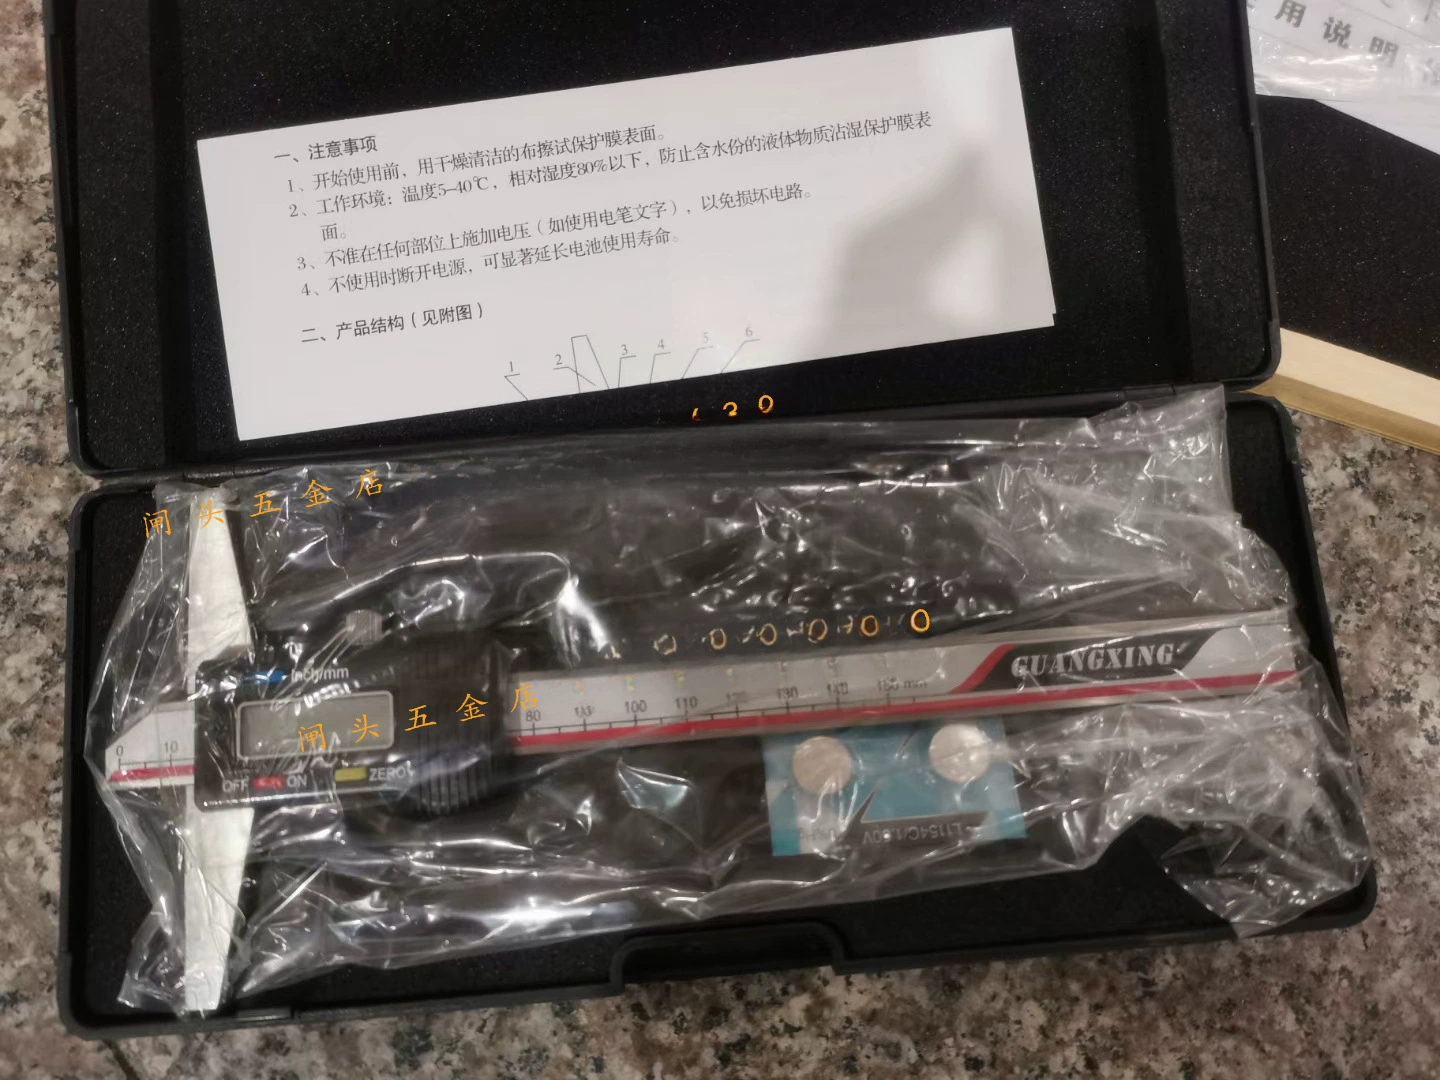 用说明
一、注意事项
1、开始使用前，用干燥清洁的布擦试保护膜表面。
2、工作环境：温度5-40℃，相对湿度80%以下，防止含水份的液体物质沾湿保护膜表
面。
3、不准在任何部位上施加电压（如使用电笔文字），以免损坏电路。
4、不使用时断开电源，可显著延长电池使用寿命。
二、产品结构（见附图）
1 2 3 4 5 6
闸头五金店
inch/mm
GUANGXING
闸头五金店
0 10 80 100 110 130 140 150 mm
OFF ON ZERO
L1154C/1.50V